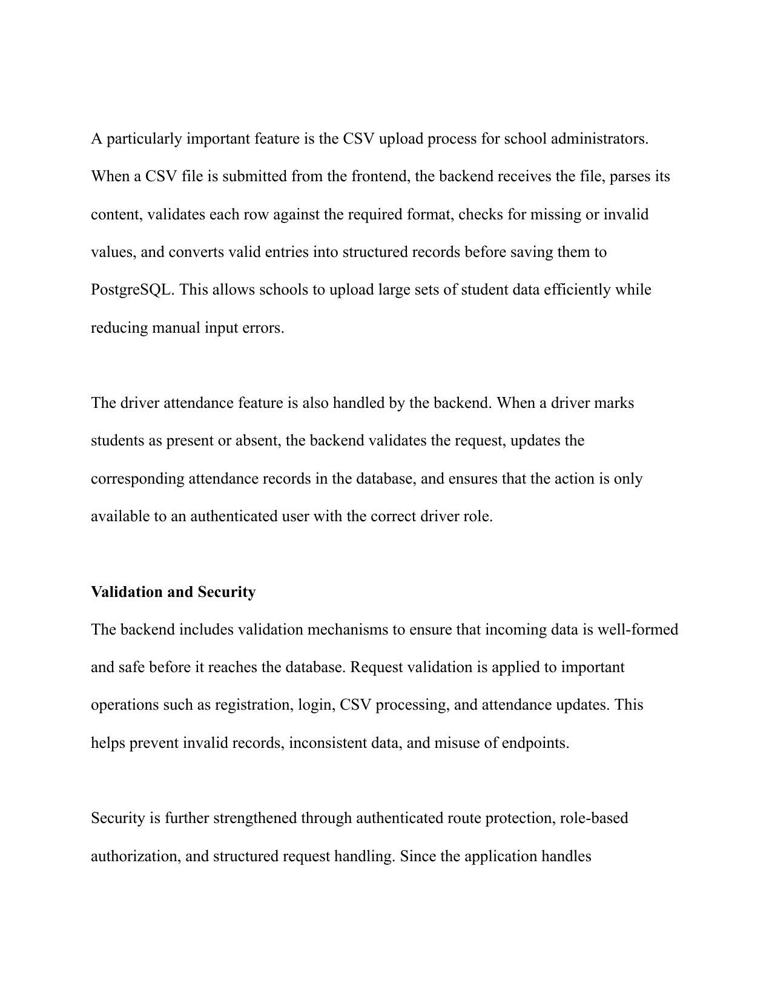 A particularly important feature is the CSV upload process for school administrators.
When a CSV file is submitted from the frontend, the backend receives the file, parses its
content, validates each row against the required format, checks for missing or invalid
values, and converts valid entries into structured records before saving them to
PostgreSQL. This allows schools to upload large sets of student data efficiently while
reducing manual input errors.
The driver attendance feature is also handled by the backend. When a driver marks
students as present or absent, the backend validates the request, updates the
corresponding attendance records in the database, and ensures that the action is only
available to an authenticated user with the correct driver role.
Validation and Security
The backend includes validation mechanisms to ensure that incoming data is well-formed
and safe before it reaches the database. Request validation is applied to important
operations such as registration, login, CSV processing, and attendance updates. This
helps prevent invalid records, inconsistent data, and misuse of endpoints.
Security is further strengthened through authenticated route protection, role-based
authorization, and structured request handling. Since the application handles